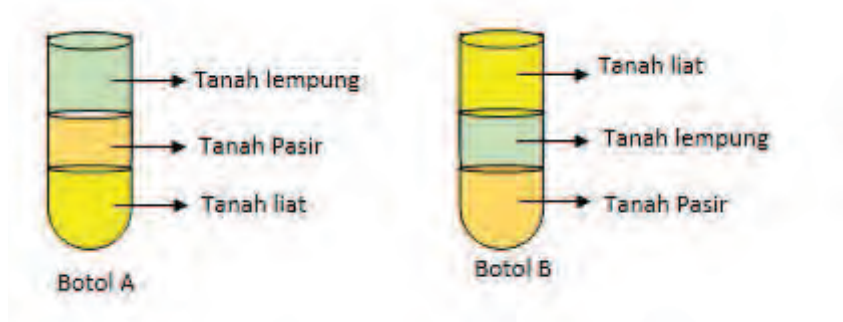 Tanah lempung
Tanah Pasir
Tanah liat
Botol A
Tanah liat
Tanah lempung
Tanah Pasir
Botol B